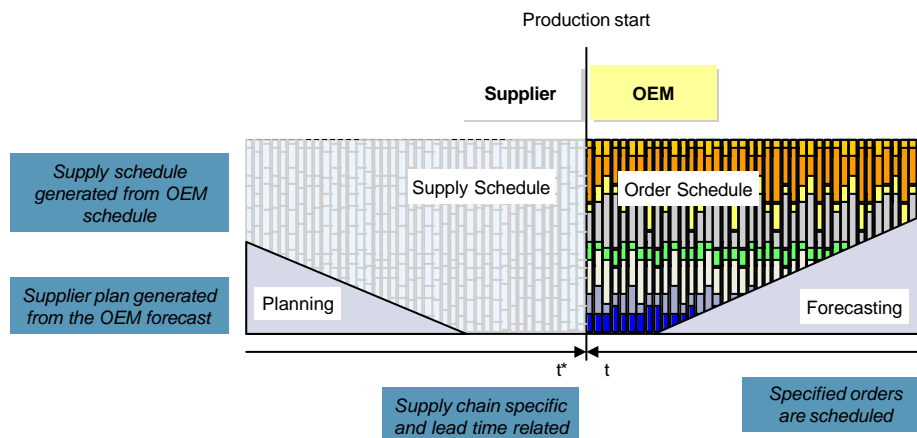 Production start
Supplier
OEM
Supply schedule
generated from OEM
schedule
Supply Schedule
Order Schedule
Supplier plan generated
from the OEM forecast
Planning
Forecasting
t*
t
Supply chain specific
and lead time related
Specified orders
are scheduled